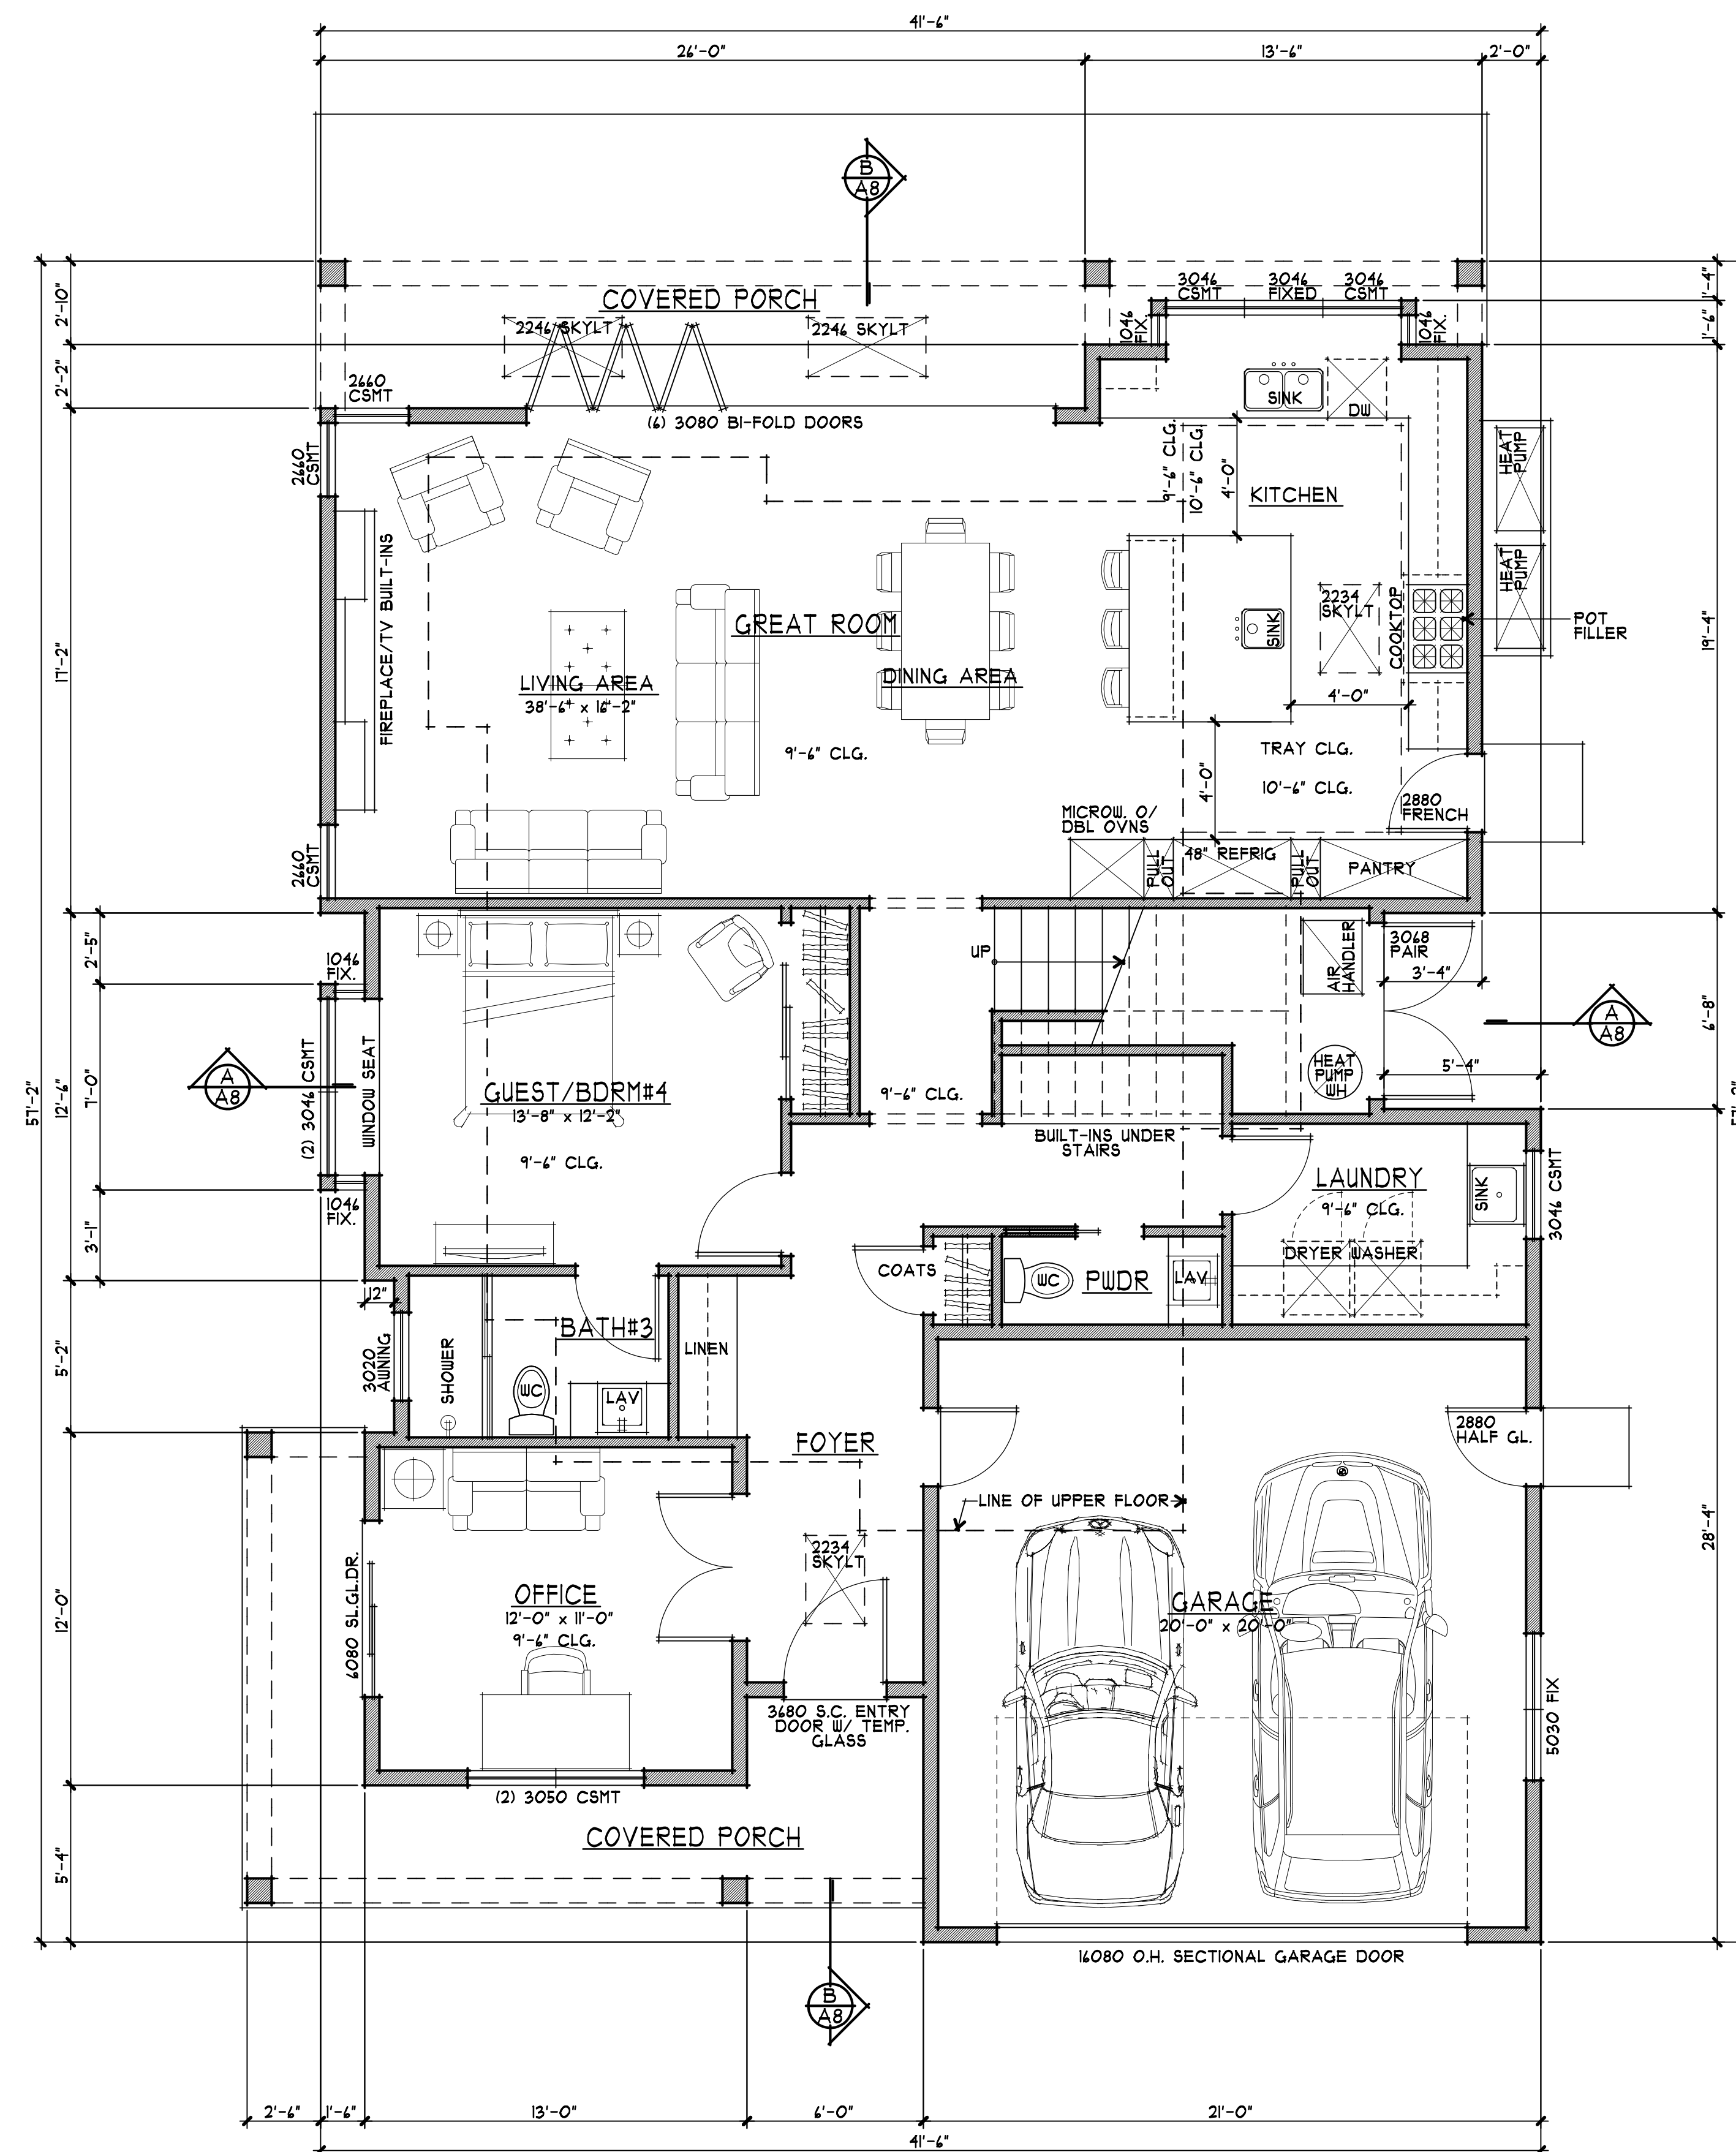 41'-6"
26'-0"
13'-6"
2'-0"
B
A8
COVERED PORCH
2246 SKYLT
2246 SKYLT
3046
CSMT
3046
FIXED
3046
CSMT
1046
FIX.
1046
FIX.
2'-10"
2'-2"
1'-4"
1'-6"
2660
CSMT
2660
CSMT
(6) 3080 BI-FOLD DOORS
SINK
DW
9'-6" CLG.
10'-6" CLG.
4'-0"
KITCHEN
HEAT
PUMP
HEAT
PUMP
FIREPLACE/TV BUILT-INS
GREAT ROOM
LIVING AREA
38'-6" x 16'-2"
DINING AREA
9'-6" CLG.
SINK
2234
SKYLT
COOKTOP
POT
FILLER
4'-0"
17'-2"
19'-4"
TRAY CLG.
10'-6" CLG.
4'-0"
2880
FRENCH
MICROW. O/
DBL OVNS
PULL
OUT
48" REFRIG
PULL
OUT
PANTRY
2660
CSMT
2'-5"
1046
FIX.
UP
AIR
HANDLER
3068
PAIR
3'-4"
A
A8
6'-8"
5'-4"
HEAT
PUMP
WH
57'-2"
12'-6"
7'-0"
A
A8
(2) 3046 CSMT
WINDOW SEAT
GUEST/BDRM#4
13'-8" x 12'-2"
9'-6" CLG.
9'-6" CLG.
BUILT-INS UNDER
STAIRS
LAUNDRY
9'-6" CLG.
SINK
3046 CSMT
1046
FIX.
3'-1"
DRYER
WASHER
COATS
WC
PWDR
LAV
12"
5'-2"
3020
AWNING
SHOWER
BATH#3
WC
LAV
LINEN
FOYER
2880
HALF GL.
LINE OF UPPER FLOOR
28'-4"
2234
SKYLT
12'-0"
6080 SL.GL.DR.
OFFICE
12'-0" x 11'-0"
9'-6" CLG.
GARAGE
20'-0" x 20'-0"
5030 FIX
3680 S.C. ENTRY
DOOR W/ TEMP.
GLASS
(2) 3050 CSMT
COVERED PORCH
5'-4"
16080 O.H. SECTIONAL GARAGE DOOR
B
A8
2'-6"
1'-6"
13'-0"
6'-0"
21'-0"
41'-6"